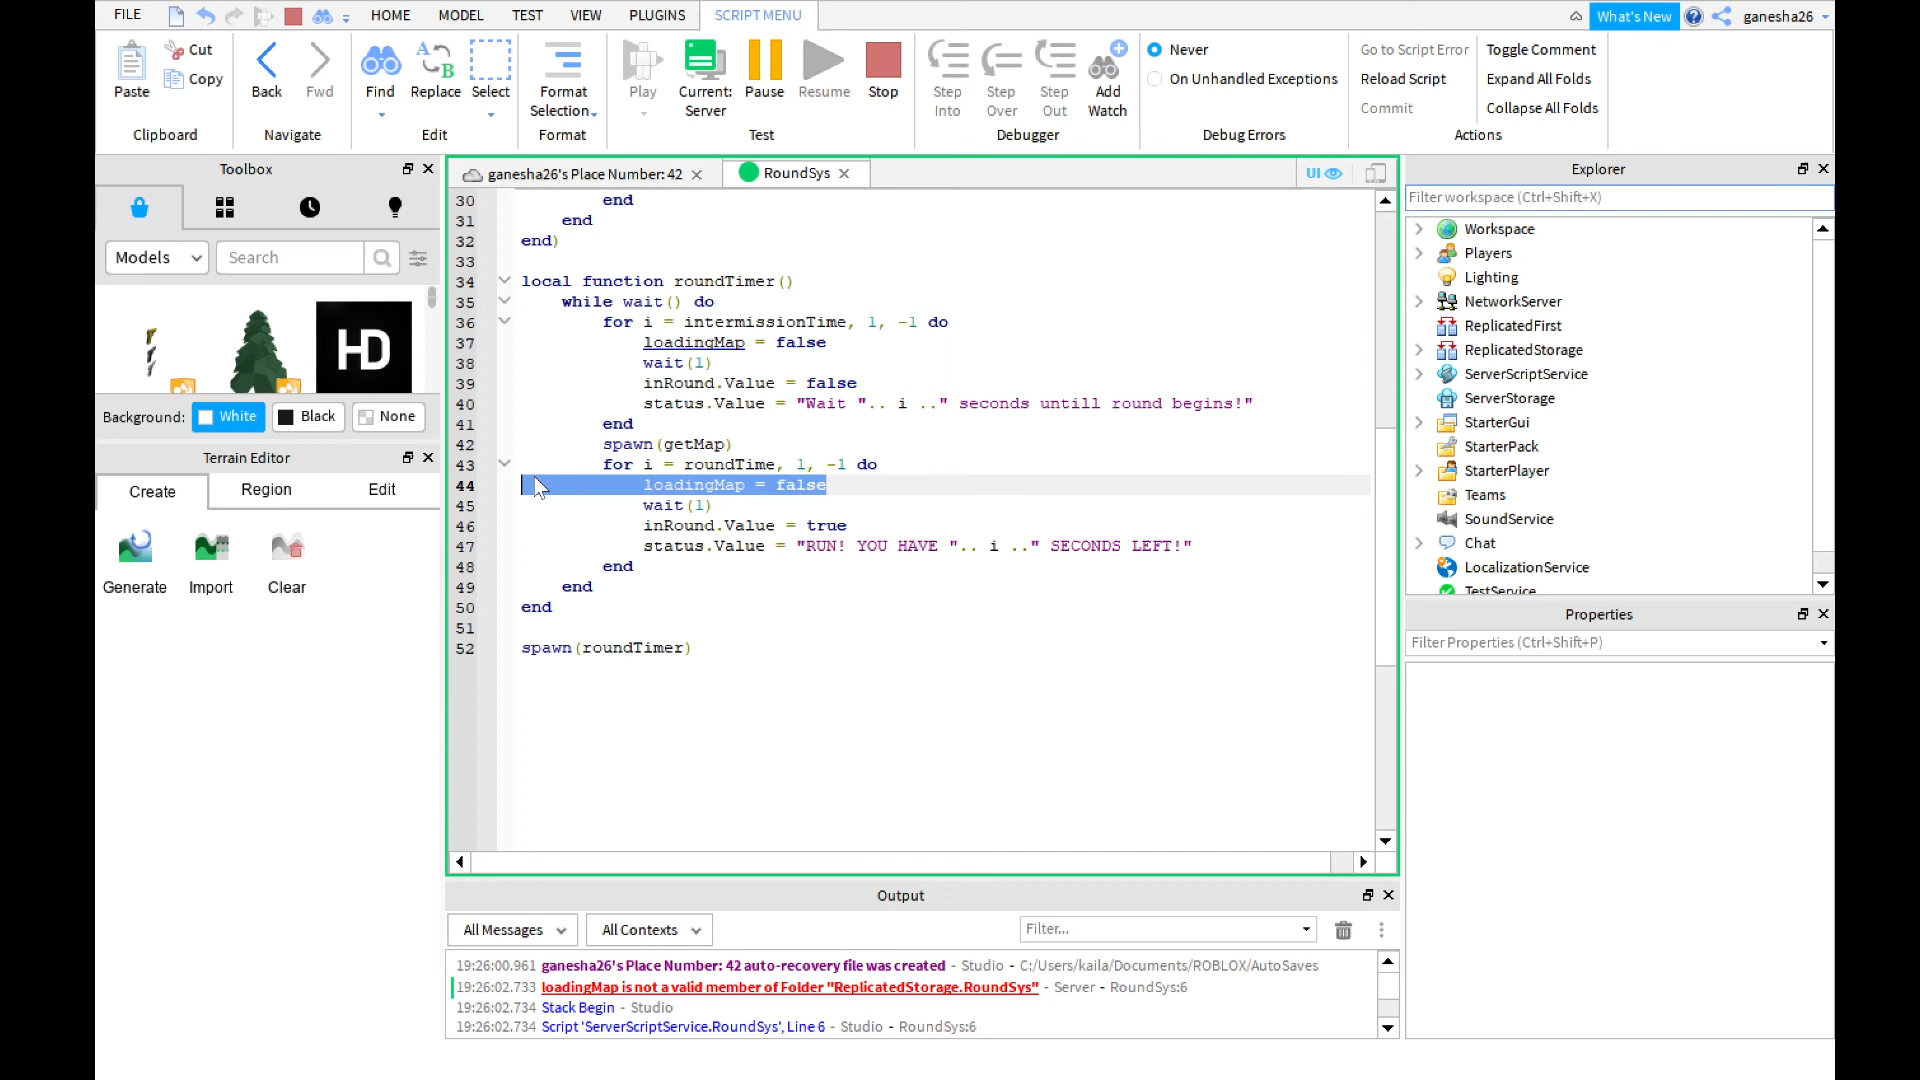 FILE
HOME
MODEL
TEST
VIEW
PLUGINS
SCRIPT MENU
What's New
ganesha26
Paste
Cut
Copy
Clipboard
Back
Fwd
Navigate
Find
Replace
Select
Edit
Format
Selection
Format
Play
Current:
Server
Pause
Resume
Stop
Test
Step
Into
Step
Over
Step
Out
Add
Watch
Debugger
Never
On Unhandled Exceptions
Debug Errors
Go to Script Error
Reload Script
Commit
Toggle Comment
Expand All Folds
Collapse All Folds
Actions
Toolbox
Models
Search
HD
Background:
White
Black
None
Terrain Editor
Create
Region
Edit
Generate
Import
Clear
ganesha26's Place Number: 42
RoundSys
UI
30 end
31 end
32 end)
33
34 local function roundTimer()
35 while wait() do
36 for i = intermissionTime, 1, -1 do
37 loadingMap = false
38 wait(1)
39 inRound.Value = false
40 status.Value = "Wait ".. i .." seconds untill round begins!"
41 end
42 spawn(getMap)
43 for i = roundTime, 1, -1 do
44 loadingMap = false
45 wait(1)
46 inRound.Value = true
47 status.Value = "RUN! YOU HAVE ".. i .." SECONDS LEFT!"
48 end
49 end
50 end
51
52 spawn(roundTimer)
Output
All Messages
All Contexts
Filter...
19:26:00.961 ganesha26's Place Number: 42 auto-recovery file was created - Studio - C:/Users/kaila/Documents/ROBLOX/AutoSaves
19:26:02.733 loadingMap is not a valid member of Folder "ReplicatedStorage.RoundSys" - Server - RoundSys:6
19:26:02.734 Stack Begin - Studio
19:26:02.734 Script 'ServerScriptService.RoundSys', Line 6 - Studio - RoundSys:6
Explorer
Filter workspace (Ctrl+Shift+X)
Workspace
Players
Lighting
NetworkServer
ReplicatedFirst
ReplicatedStorage
ServerScriptService
ServerStorage
StarterGui
StarterPack
StarterPlayer
Teams
SoundService
Chat
LocalizationService
TestService
Properties
Filter Properties (Ctrl+Shift+P)